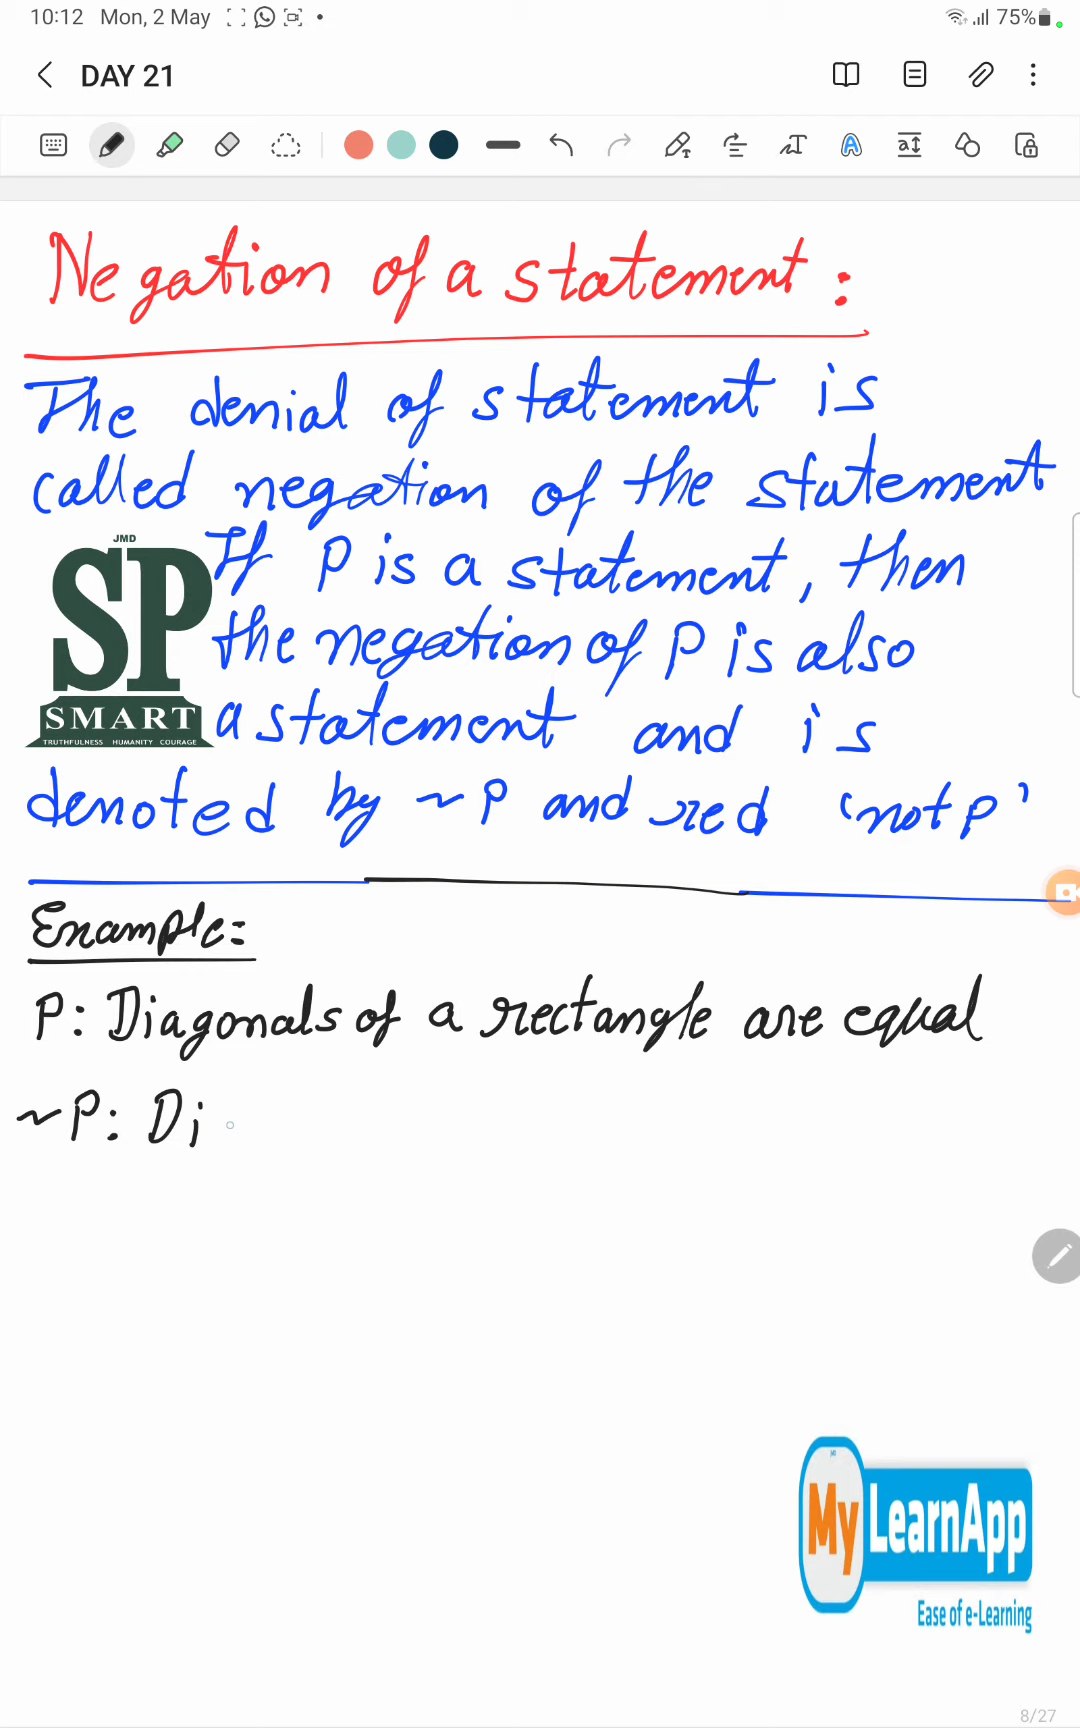 10:12 Mon, 2 May 75%
DAY 21
Negation of a statement :
The denial of statement is
called negation of the statement
If P is a statement, then
the negation of P is also
a statement and is
denoted by ~P and red 'not P'
JMD
SP
SMART
TRUTHFULNESS HUMANITY COURAGE
Example:
P: Diagonals of a rectangle are equal
~P: Di
My LearnApp
Ease of e-Learning
8/27